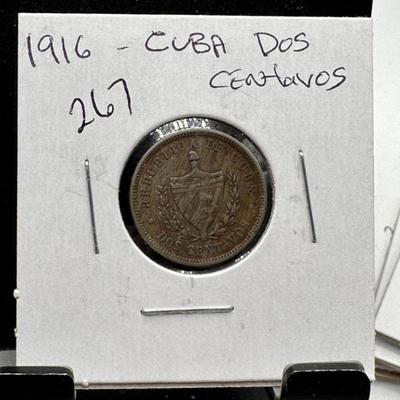 1916 - CUBA DOS
CENtavos
267
REPUBLICA DE CUBA
DOS CENTAVOS